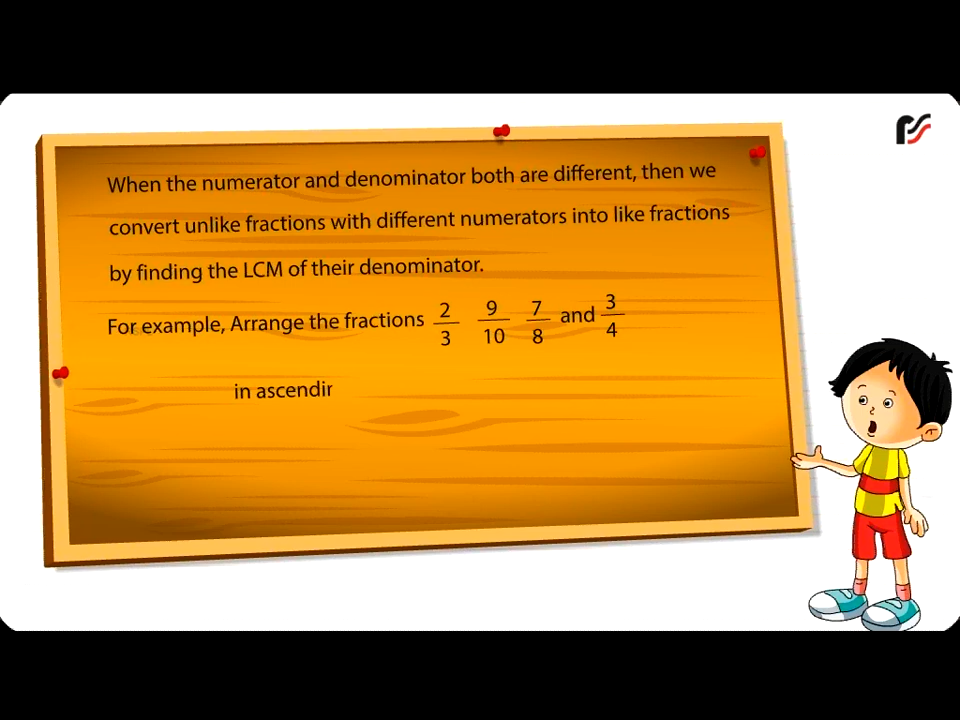 When the numerator and denominator both are different, then we
convert unlike fractions with different numerators into like fractions
by finding the LCM of their denominator.
For example, Arrange the fractions 2/3 9/10 7/8 and 3/4
in ascendin